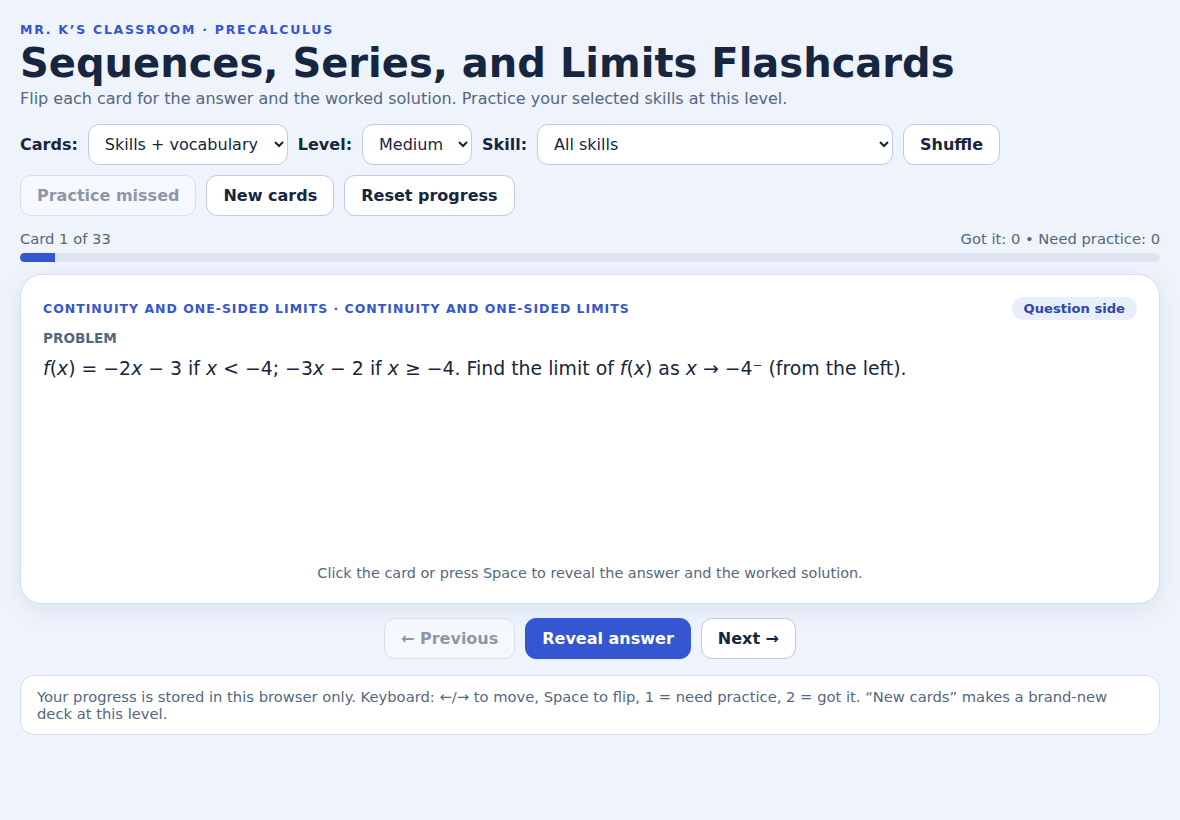 MR. K’S CLASSROOM · PRECALCULUS
Sequences, Series, and Limits Flashcards
Flip each card for the answer and the worked solution. Practice your selected skills at this level.
Cards: Skills + vocabulary Level: Medium Skill: All skills Shuffle
Practice missed New cards Reset progress
Card 1 of 33 Got it: 0 • Need practice: 0
CONTINUITY AND ONE-SIDED LIMITS · CONTINUITY AND ONE-SIDED LIMITS Question side
PROBLEM
f(x) = −2x − 3 if x < −4; −3x − 2 if x ≥ −4. Find the limit of f(x) as x → −4⁻ (from the left).
Click the card or press Space to reveal the answer and the worked solution.
← Previous Reveal answer Next →
Your progress is stored in this browser only. Keyboard: ←/→ to move, Space to flip, 1 = need practice, 2 = got it. “New cards” makes a brand-new
deck at this level.